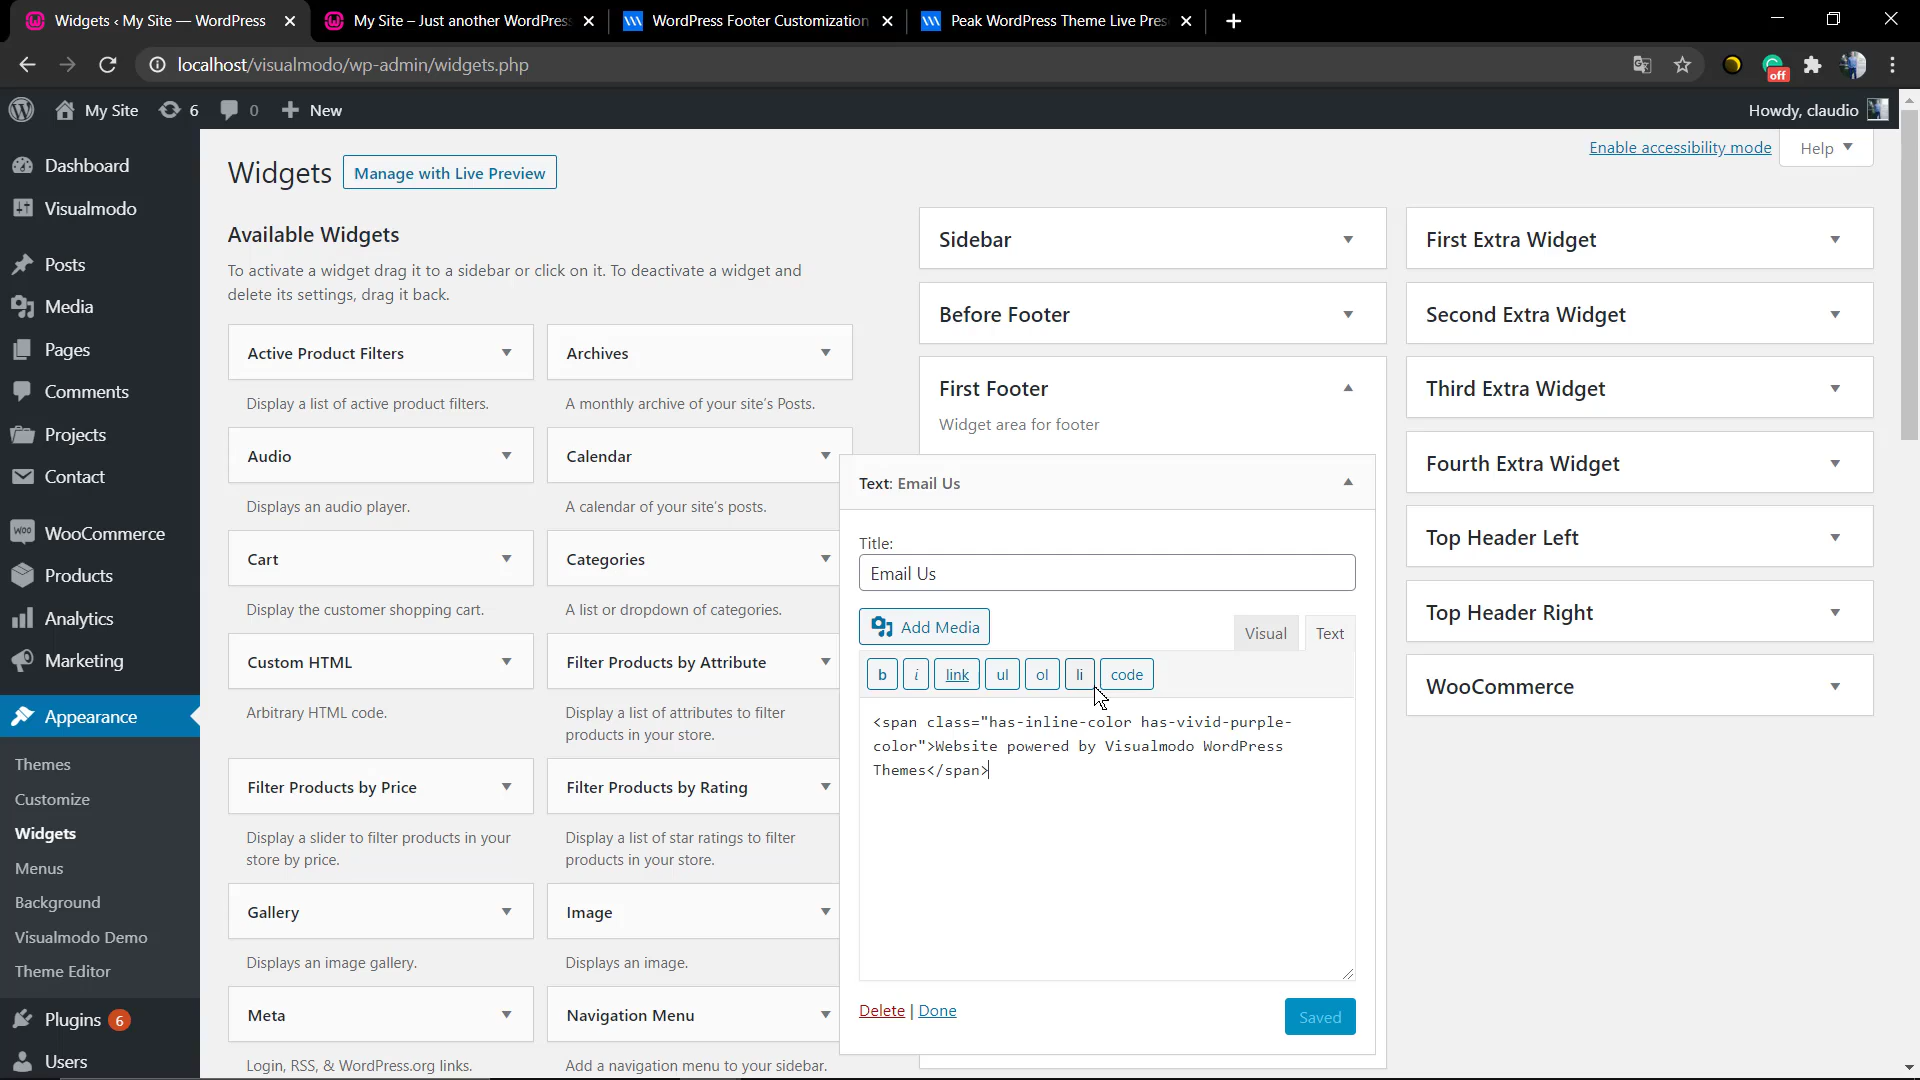 Widgets ‹ My Site — WordPress
My Site – Just another WordPress
WordPress Footer Customization
Peak WordPress Theme Live Pres
localhost/visualmodo/wp-admin/widgets.php
off
My Site
6
0
New
Howdy, claudio
Dashboard
Visualmodo
Posts
Media
Pages
Comments
Projects
Contact
WooCommerce
Products
Analytics
Marketing
Appearance
Themes
Customize
Widgets
Menus
Background
Visualmodo Demo
Theme Editor
Plugins 6
Users
Widgets
Manage with Live Preview
Enable accessibility mode
Help
Available Widgets
To activate a widget drag it to a sidebar or click on it. To deactivate a widget and
delete its settings, drag it back.
Active Product Filters
Display a list of active product filters.
Archives
A monthly archive of your site's Posts.
Audio
Displays an audio player.
Calendar
A calendar of your site's posts.
Cart
Display the customer shopping cart.
Categories
A list or dropdown of categories.
Custom HTML
Arbitrary HTML code.
Filter Products by Attribute
Display a list of attributes to filter
products in your store.
Filter Products by Price
Display a slider to filter products in your
store by price.
Filter Products by Rating
Display a list of star ratings to filter
products in your store.
Gallery
Displays an image gallery.
Image
Displays an image.
Meta
Login, RSS, & WordPress.org links.
Navigation Menu
Add a navigation menu to your sidebar.
Sidebar
Before Footer
First Footer
Widget area for footer
Text: Email Us
Title:
Email Us
Add Media
Visual
Text
b
i
link
ul
ol
li
code
<span class="has-inline-color has-vivid-purple-
color">Website powered by Visualmodo WordPress
Themes</span>
Delete | Done
Saved
First Extra Widget
Second Extra Widget
Third Extra Widget
Fourth Extra Widget
Top Header Left
Top Header Right
WooCommerce